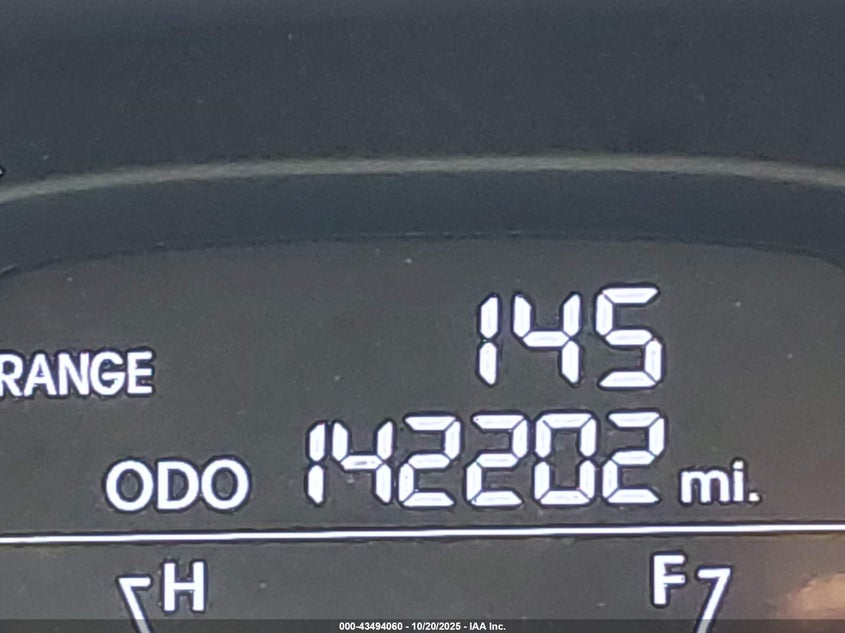 145
RANGE
ODO 142202 mi.
H F
000-43494060 - 10/20/2025 - IAA Inc.